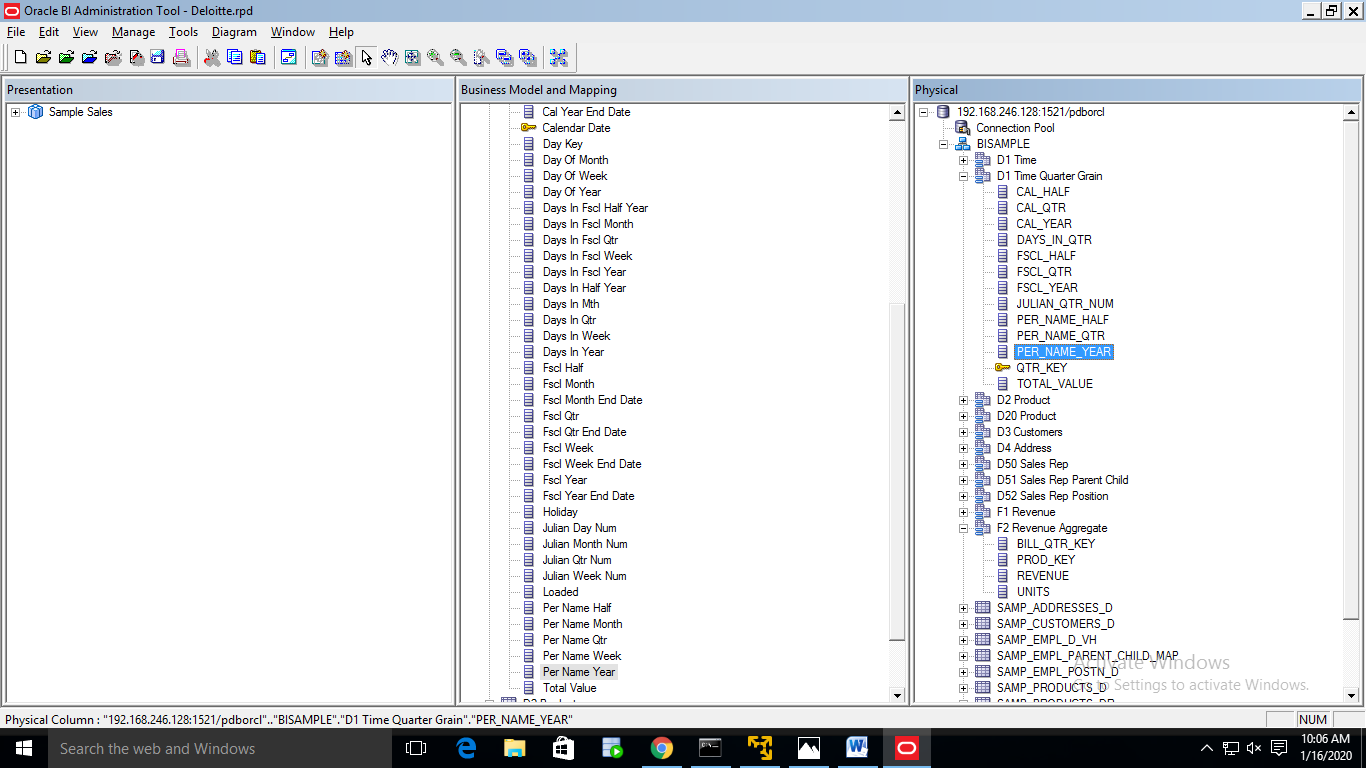 Oracle BI Administration Tool - Deloitte.rpd
File Edit View Manage Tools Diagram Window Help
Presentation
Sample Sales
Business Model and Mapping
Cal Year End Date
Calendar Date
Day Key
Day Of Month
Day Of Week
Day Of Year
Days In Fscl Half Year
Days In Fscl Month
Days In Fscl Qtr
Days In Fscl Week
Days In Fscl Year
Days In Half Year
Days In Mth
Days In Qtr
Days In Week
Days In Year
Fscl Half
Fscl Month
Fscl Month End Date
Fscl Qtr
Fscl Qtr End Date
Fscl Week
Fscl Week End Date
Fscl Year
Fscl Year End Date
Holiday
Julian Day Num
Julian Month Num
Julian Qtr Num
Julian Week Num
Loaded
Per Name Half
Per Name Month
Per Name Qtr
Per Name Week
Per Name Year
Total Value
Physical
192.168.246.128:1521/pdborcl
Connection Pool
BISAMPLE
D1 Time
D1 Time Quarter Grain
CAL_HALF
CAL_QTR
CAL_YEAR
DAYS_IN_QTR
FSCL_HALF
FSCL_QTR
FSCL_YEAR
JULIAN_QTR_NUM
PER_NAME_HALF
PER_NAME_QTR
PER_NAME_YEAR
QTR_KEY
TOTAL_VALUE
D2 Product
D20 Product
D3 Customers
D4 Address
D50 Sales Rep
D51 Sales Rep Parent Child
D52 Sales Rep Position
F1 Revenue
F2 Revenue Aggregate
BILL_QTR_KEY
PROD_KEY
REVENUE
UNITS
SAMP_ADDRESSES_D
SAMP_CUSTOMERS_D
SAMP_EMPL_D_VH
SAMP_EMPL_PARENT_CHILD_MAP
SAMP_EMPL_POSTN_D
SAMP_PRODUCTS_D
Activate Windows
Go to Settings to activate Windows.
Physical Column : "192.168.246.128:1521/pdborcl".."BISAMPLE"."D1 Time Quarter Grain"."PER_NAME_YEAR"
NUM
Search the web and Windows
10:06 AM
1/16/2020